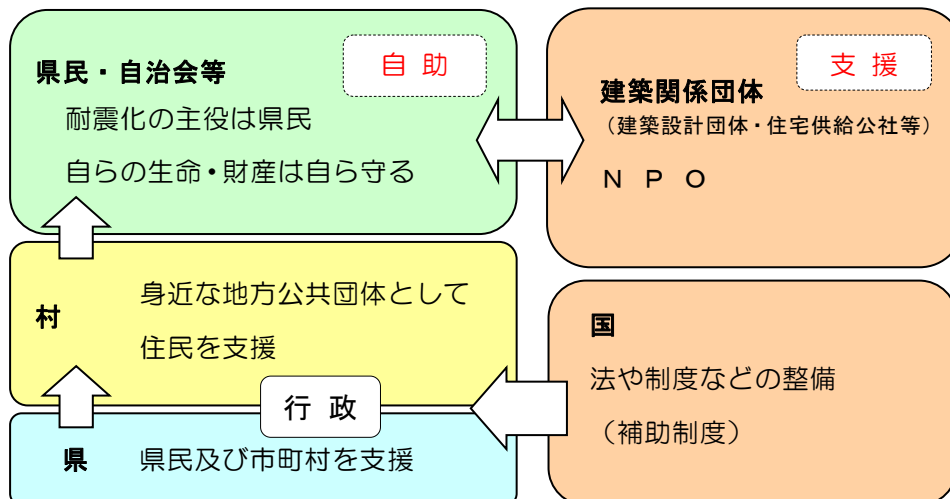 県民・自治会等
自 助
耐震化の主役は県民
自らの生命・財産は自ら守る
支 援
建築関係団体
（建築設計団体・住宅供給公社等）
Ｎ Ｐ Ｏ
村
身近な地方公共団体として
住民を支援
行 政
県
県民及び市町村を支援
国
法や制度などの整備
（補助制度）